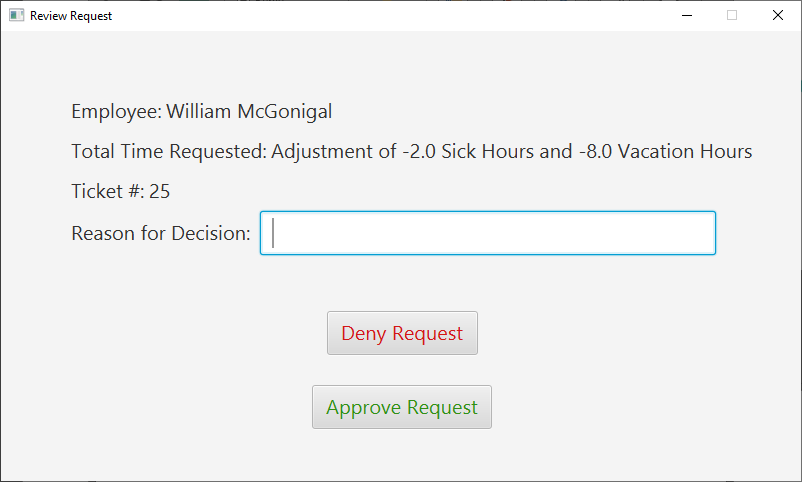 Review Request
Employee: William McGonigal
Total Time Requested: Adjustment of -2.0 Sick Hours and -8.0 Vacation Hours
Ticket #: 25
Reason for Decision:
Deny Request
Approve Request